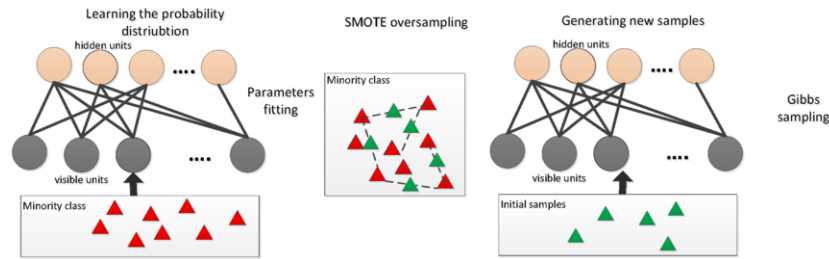 Learning the probability
distriubtion
hidden units
....
Parameters
fitting
visible units
....
Minority class
SMOTE oversampling
Minority class
Generating new samples
hidden units
....
Gibbs
sampling
visible units
....
Initial samples